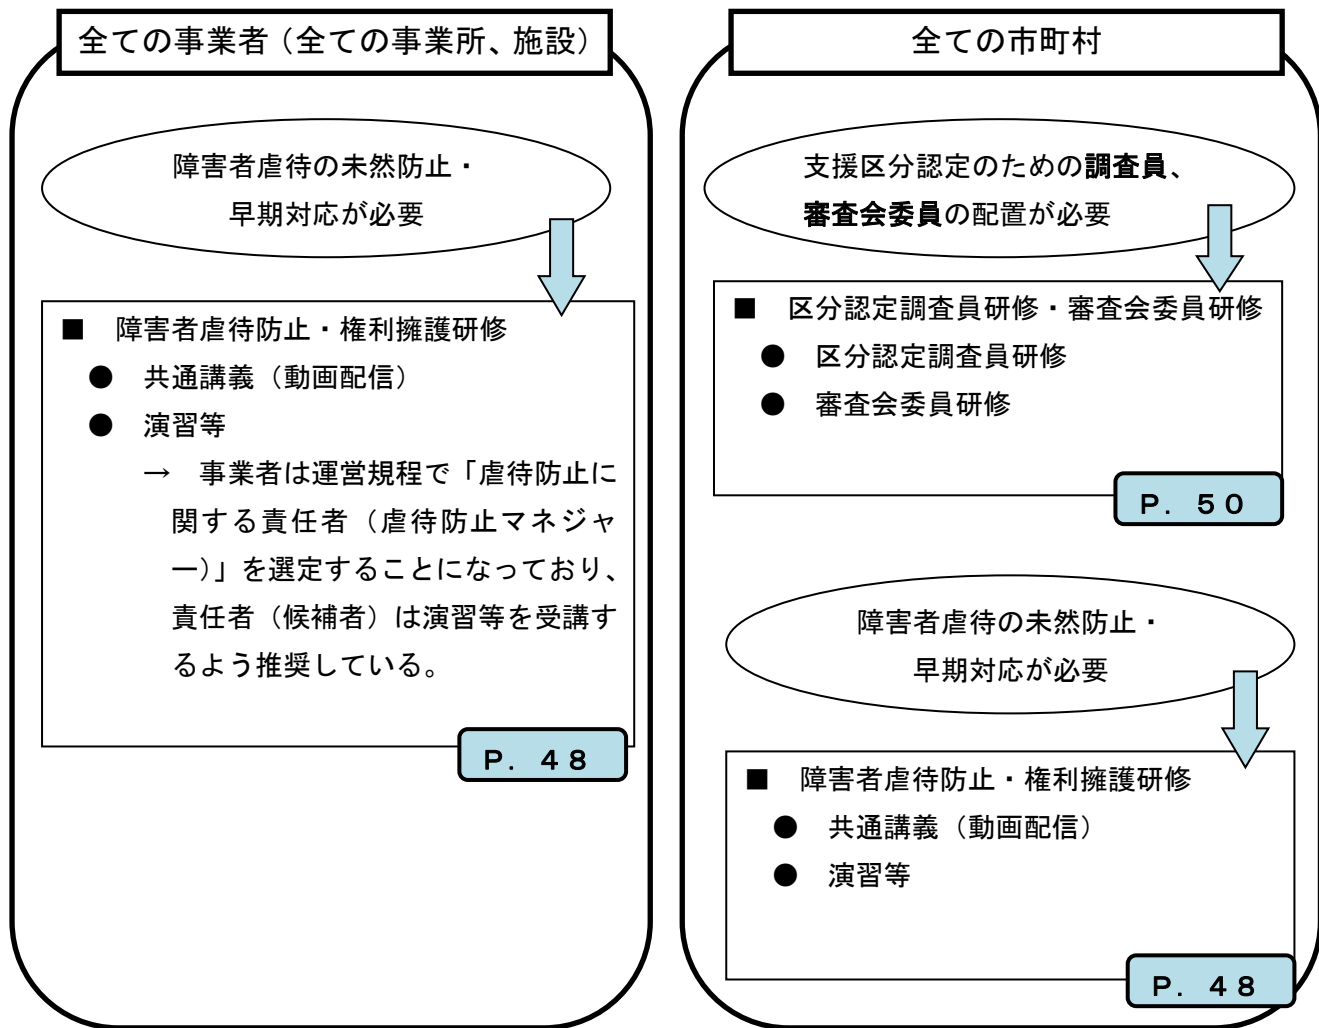 全ての事業者（全ての事業所、施設）
障害者虐待の未然防止・
早期対応が必要
■ 障害者虐待防止・権利擁護研修
● 共通講義（動画配信）
● 演習等
→ 事業者は運営規程で「虐待防止に
関する責任者（虐待防止マネジャ
ー）」を選定することになっており、
責任者（候補者）は演習等を受講す
るよう推奨している。
Ｐ．４８
全ての市町村
支援区分認定のための調査員、
審査会委員の配置が必要
■ 区分認定調査員研修・審査会委員研修
● 区分認定調査員研修
● 審査会委員研修
Ｐ．５０
障害者虐待の未然防止・
早期対応が必要
■ 障害者虐待防止・権利擁護研修
● 共通講義（動画配信）
● 演習等
Ｐ．４８